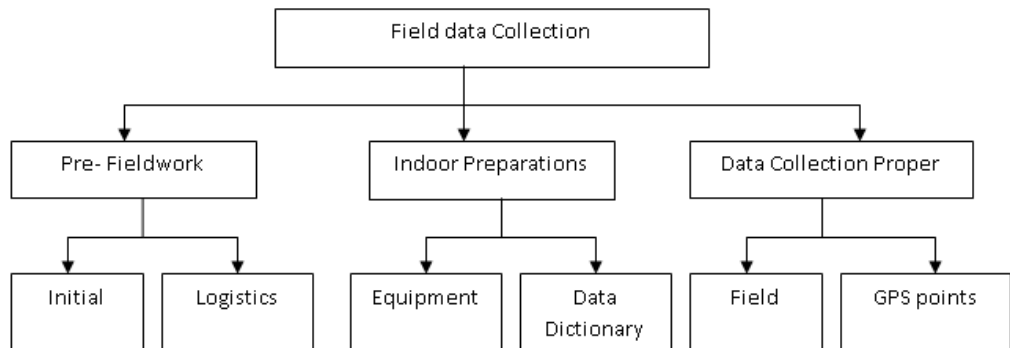 Field data Collection
Pre- Fieldwork
Indoor Preparations
Data Collection Proper
Initial
Logistics
Equipment
Data
Dictionary
Field
GPS points